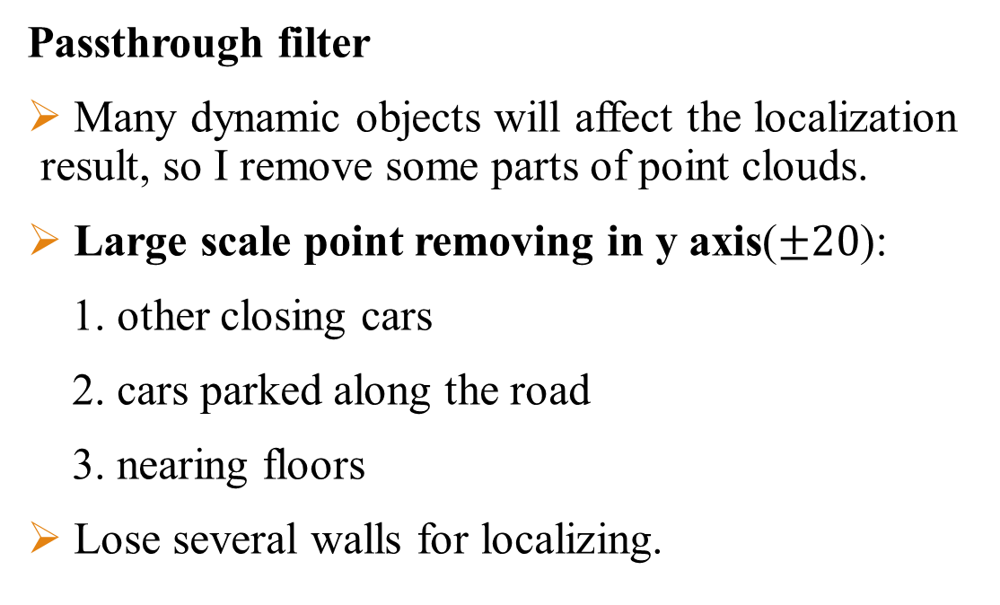 Passthrough filter
➢ Many dynamic objects will affect the localization
result, so I remove some parts of point clouds.
➢ Large scale point removing in y axis(±20):
1. other closing cars
2. cars parked along the road
3. nearing floors
➢ Lose several walls for localizing.